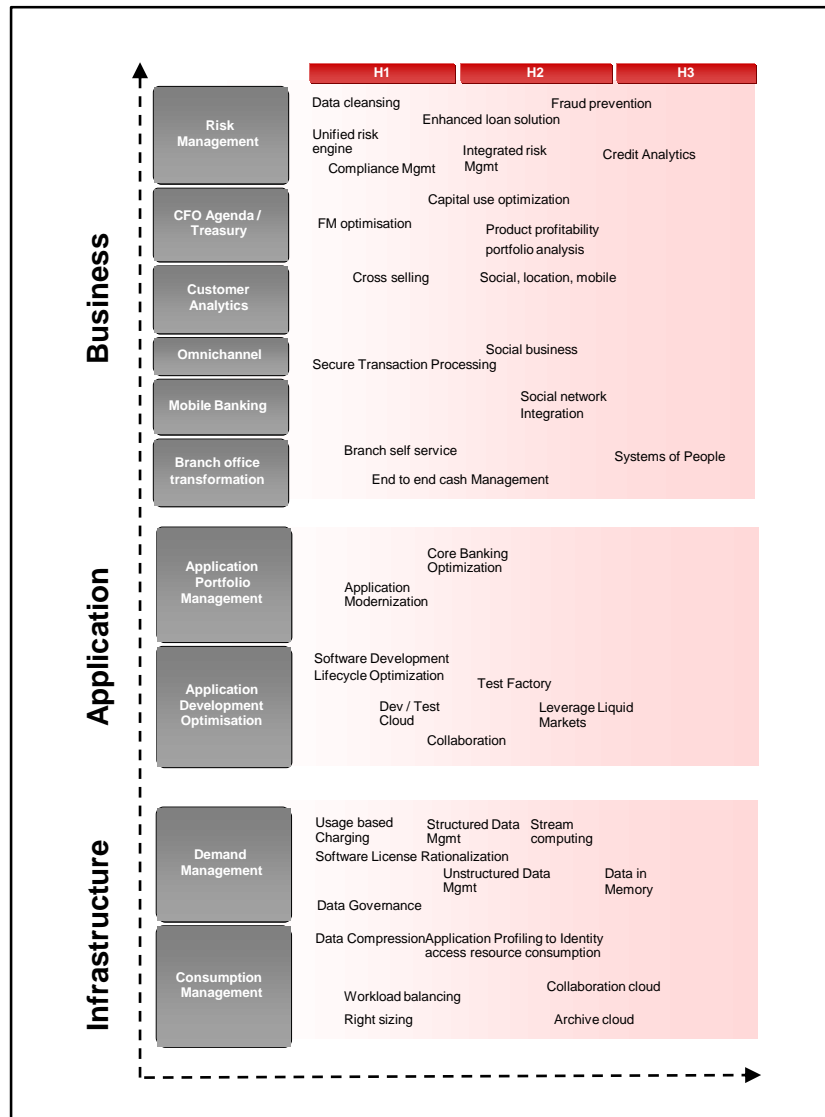 H1
H2
H3
Business
Risk
Management
Data cleansing
Fraud prevention
Enhanced loan solution
Unified risk
engine
Integrated risk
Mgmt
Credit Analytics
Compliance Mgmt
CFO Agenda /
Treasury
Capital use optimization
FM optimisation
Product profitability
portfolio analysis
Customer
Analytics
Cross selling
Social, location, mobile
Omnichannel
Social business
Secure Transaction Processing
Mobile Banking
Social network
Integration
Branch office
transformation
Branch self service
Systems of People
End to end cash Management
Application
Application
Portfolio
Management
Core Banking
Optimization
Application
Modernization
Application
Development
Optimisation
Software Development
Lifecycle Optimization
Test Factory
Dev / Test
Cloud
Leverage Liquid
Markets
Collaboration
Infrastructure
Demand
Management
Usage based
Charging
Structured Data
Mgmt
Stream
computing
Software License Rationalization
Unstructured Data
Mgmt
Data in
Memory
Data Governance
Consumption
Management
Data Compression
Application Profiling to Identity
access resource consumption
Collaboration cloud
Workload balancing
Right sizing
Archive cloud